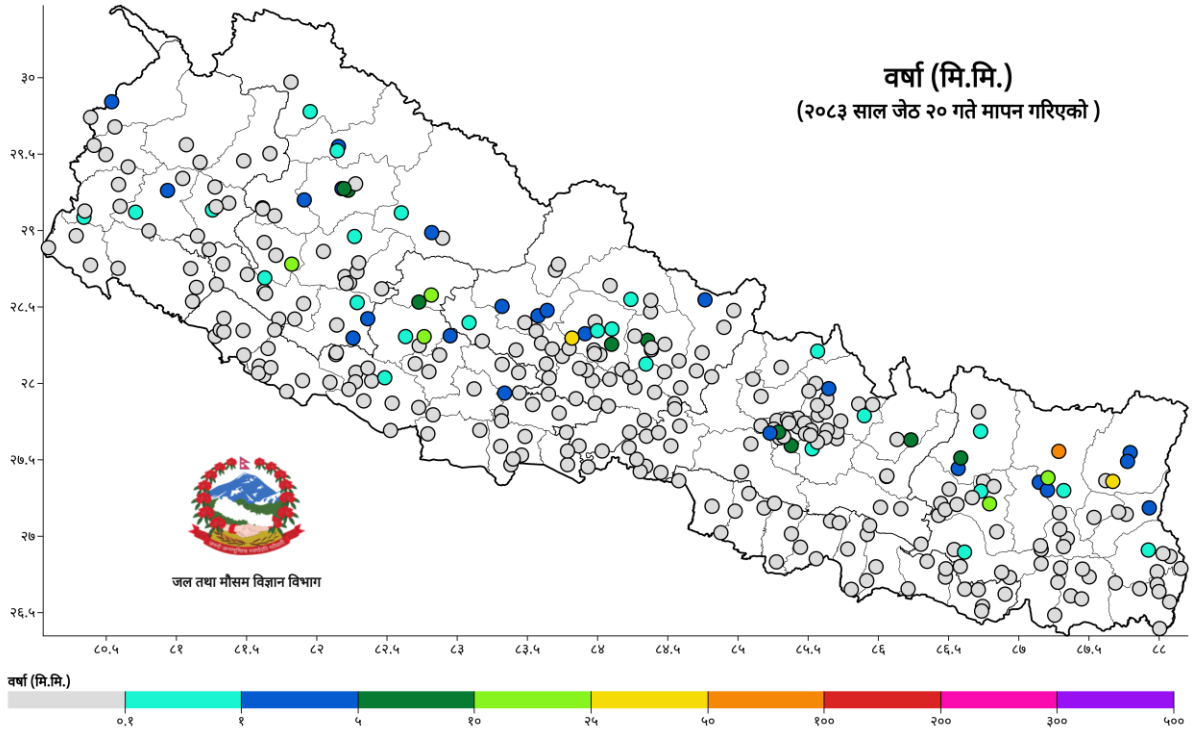 वर्षा (मि.मि.)
(२०८३ साल जेठ २० गते मापन गरिएको )
३०
२९.५
२९
२८.५
२८
२७.५
२७
२६.५
जल तथा मौसम विज्ञान विभाग
८०.५ ८१ ८१.५ ८२ ८२.५ ८३ ८३.५ ८४ ८४.५ ८५ ८५.५ ८६ ८६.५ ८७ ८७.५ ८८
वर्षा (मि.मि.)
०.१ १ ५ १० २५ ५० १०० २०० ३०० ५००